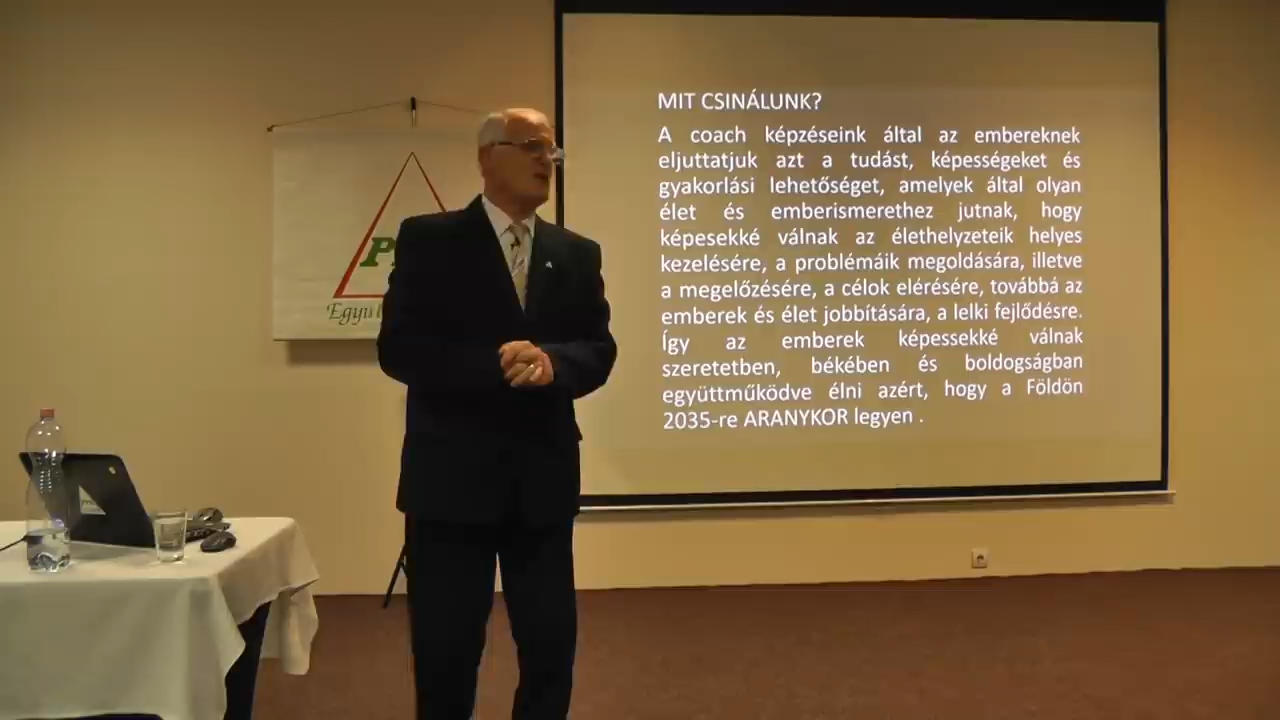 MIT CSINÁLUNK?
A coach képzéseink által az embereknek
eljuttatjuk azt a tudást, képességeket és
gyakorlási lehetőséget, amelyek által olyan
élet és emberismerethez jutnak, hogy
képesekké válnak az élethelyzeteik helyes
kezelésére, a problémáik megoldására, illetve
a megelőzésére, a célok elérésére, továbbá az
emberek és élet jobbítására, a lelki fejlődésre.
Így az emberek képessekké válnak
szeretetben, békében és boldogságban
együttműködve élni azért, hogy a Földön
2035-re ARANYKOR legyen .